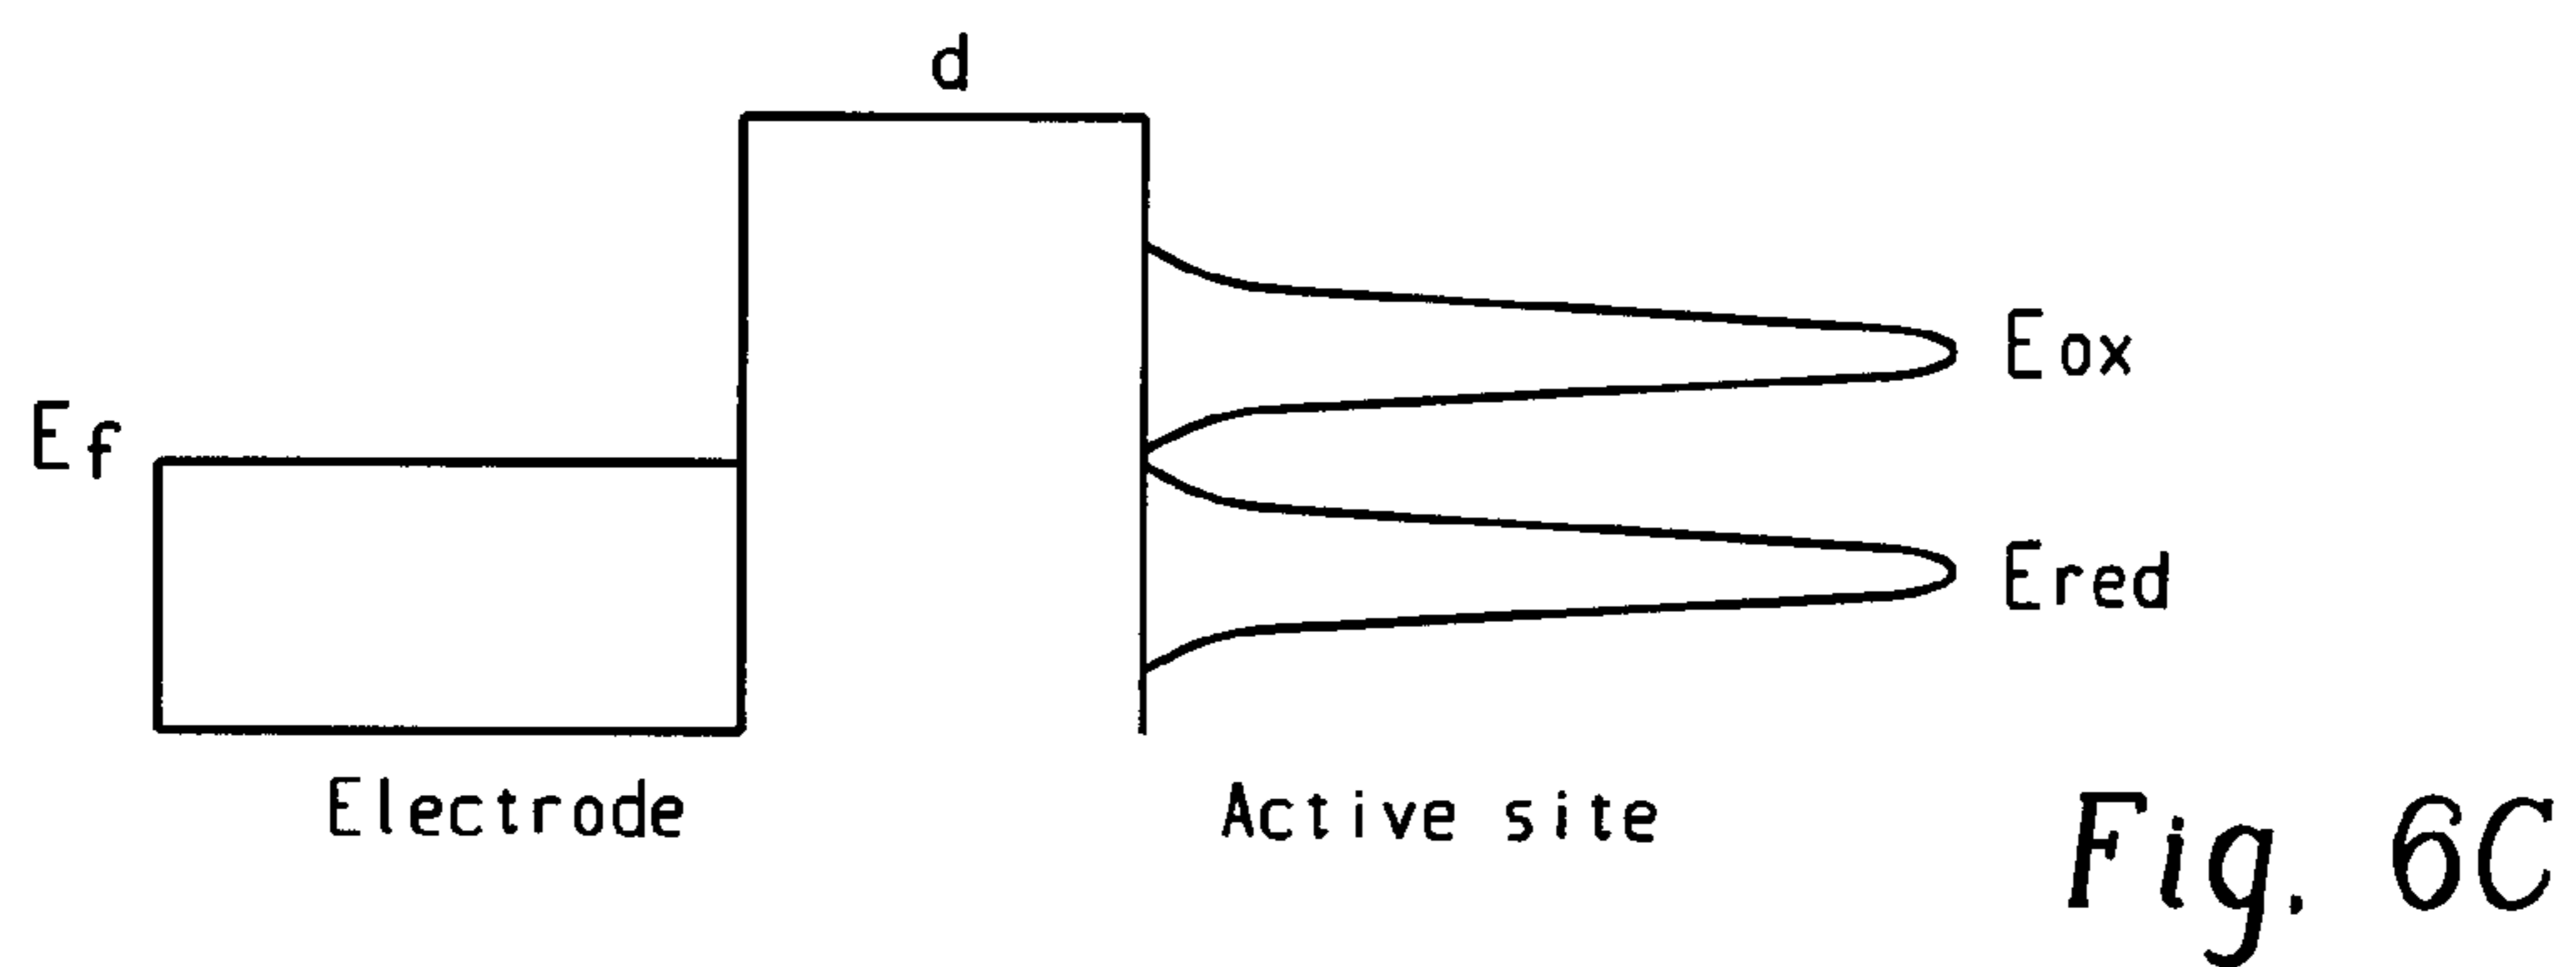 d
Eox
Ef
Ered
Electrode
Active site
Fig. 6C